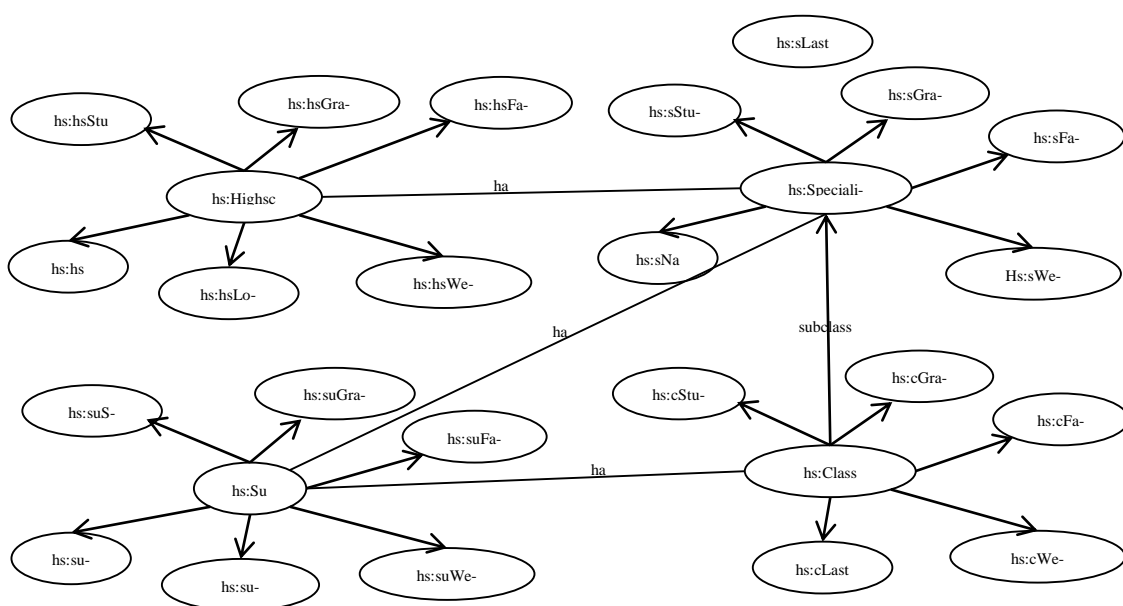 hs:sLast
hs:hsStu
hs:hsGra-
hs:hsFa-
hs:sStu-
hs:sGra-
hs:sFa-
hs:Highsc
ha
hs:Speciali-
hs:hs
hs:hsLo-
hs:hsWe-
hs:sNa
Hs:sWe-
ha
subclass
hs:suS-
hs:suGra-
hs:suFa-
hs:cStu-
hs:cGra-
hs:cFa-
hs:Su
ha
hs:Class
hs:su-
hs:su-
hs:suWe-
hs:cLast
hs:cWe-